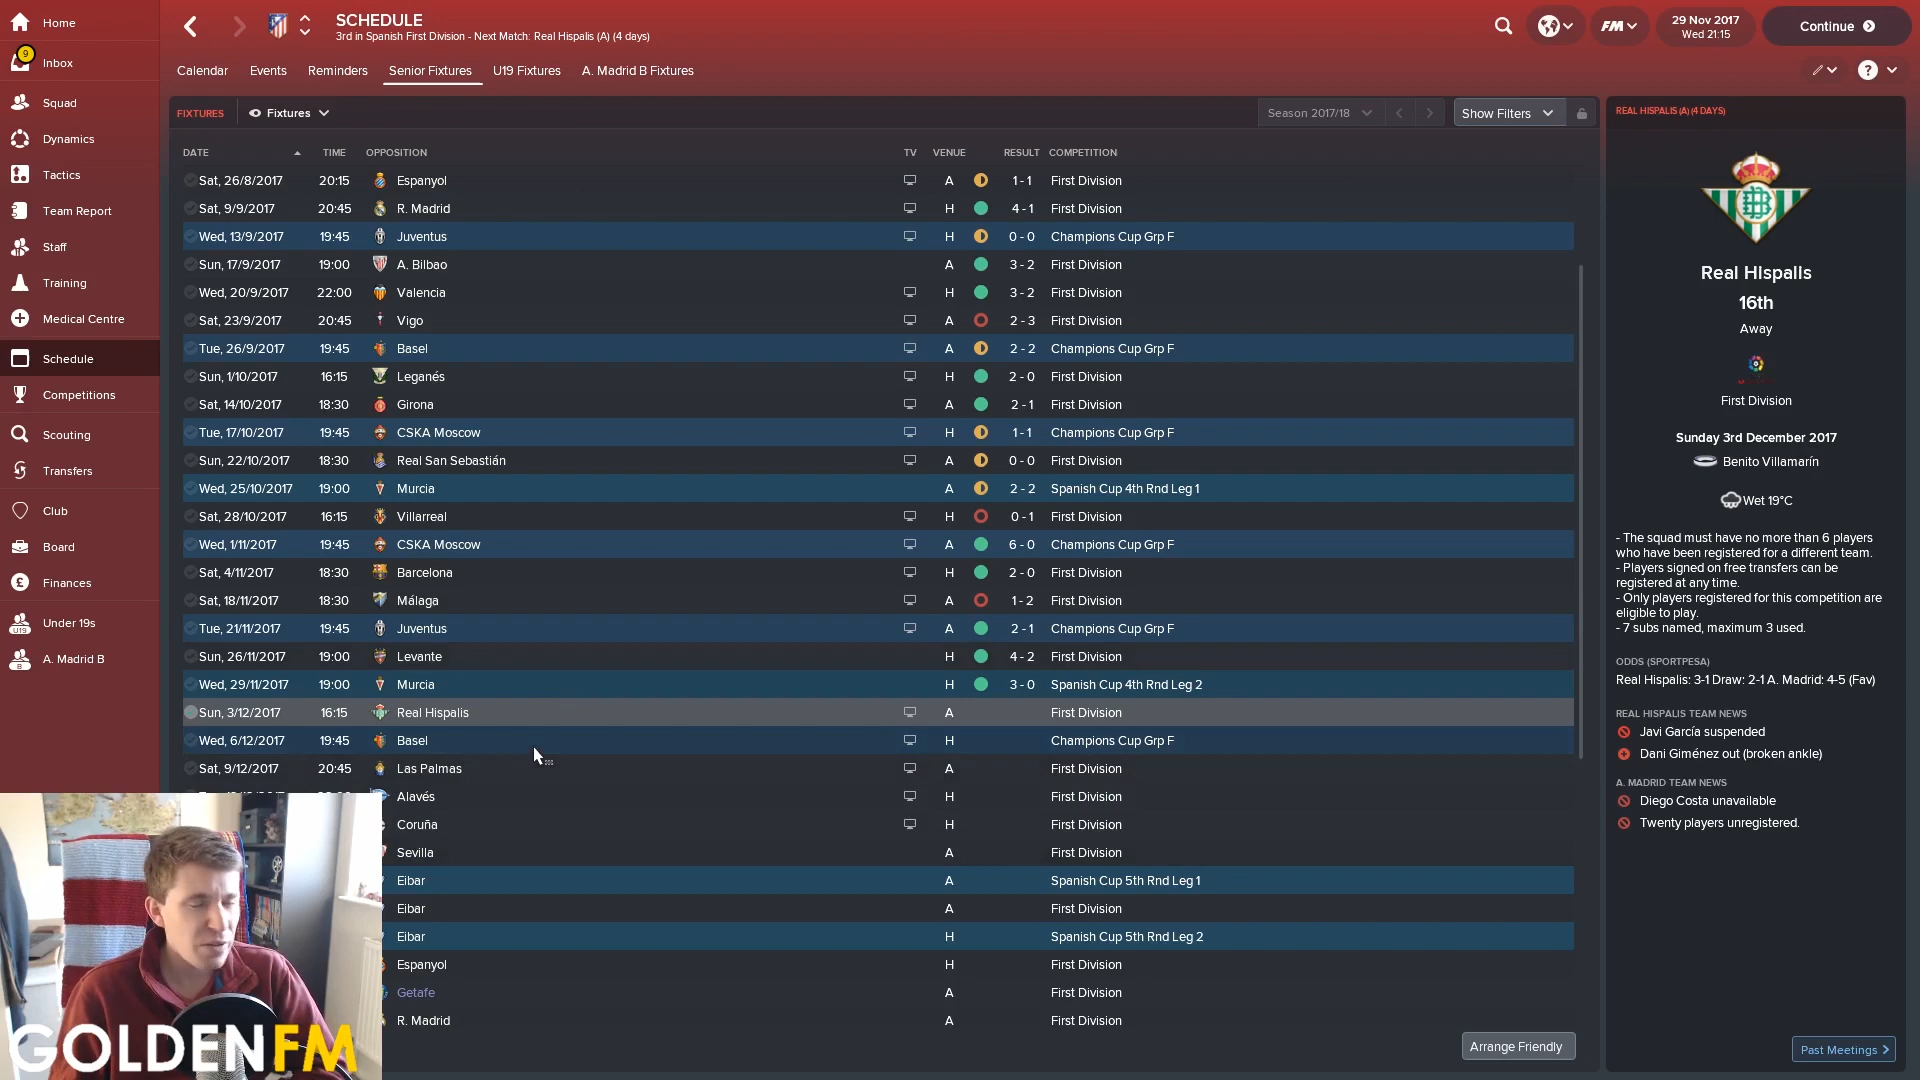 Home
9
Inbox
Squad
Dynamics
Tactics
Team Report
Staff
Training
Medical Centre
Schedule
Competitions
Scouting
Transfers
Club
Board
Finances
Under 19s
A. Madrid B
SCHEDULE
3rd in Spanish First Division - Next Match: Real Hispalis (A) (4 days)
FM
29 Nov 2017
Wed 21:15
Continue
Calendar Events Reminders Senior Fixtures U19 Fixtures A. Madrid B Fixtures
FIXTURES Fixtures Season 2017/18 Show Filters
DATE TIME OPPOSITION TV VENUE RESULT COMPETITION
Sat, 26/8/2017 20:15 Espanyol A 1 - 1 First Division
Sat, 9/9/2017 20:45 R. Madrid H 4 - 1 First Division
Wed, 13/9/2017 19:45 Juventus H 0 - 0 Champions Cup Grp F
Sun, 17/9/2017 19:00 A. Bilbao A 3 - 2 First Division
Wed, 20/9/2017 22:00 Valencia H 3 - 2 First Division
Sat, 23/9/2017 20:45 Vigo A 2 - 3 First Division
Tue, 26/9/2017 19:45 Basel A 2 - 2 Champions Cup Grp F
Sun, 1/10/2017 16:15 Leganés H 2 - 0 First Division
Sat, 14/10/2017 18:30 Girona A 2 - 1 First Division
Tue, 17/10/2017 19:45 CSKA Moscow H 1 - 1 Champions Cup Grp F
Sun, 22/10/2017 18:30 Real San Sebastián A 0 - 0 First Division
Wed, 25/10/2017 19:00 Murcia A 2 - 2 Spanish Cup 4th Rnd Leg 1
Sat, 28/10/2017 16:15 Villarreal H 0 - 1 First Division
Wed, 1/11/2017 19:45 CSKA Moscow A 6 - 0 Champions Cup Grp F
Sat, 4/11/2017 18:30 Barcelona H 2 - 0 First Division
Sat, 18/11/2017 18:30 Málaga A 1 - 2 First Division
Tue, 21/11/2017 19:45 Juventus A 2 - 1 Champions Cup Grp F
Sun, 26/11/2017 19:00 Levante H 4 - 2 First Division
Wed, 29/11/2017 19:00 Murcia H 3 - 0 Spanish Cup 4th Rnd Leg 2
Sun, 3/12/2017 16:15 Real Hispalis A First Division
Wed, 6/12/2017 19:45 Basel H Champions Cup Grp F
Sat, 9/12/2017 20:45 Las Palmas A First Division
Alavés H First Division
Coruña H First Division
Sevilla A First Division
Eibar A Spanish Cup 5th Rnd Leg 1
Eibar A First Division
Eibar H Spanish Cup 5th Rnd Leg 2
Espanyol H First Division
Getafe A First Division
R. Madrid A First Division
Arrange Friendly
REAL HISPALIS (A) (4 DAYS)
Real Hispalis
16th
Away
First Division
Sunday 3rd December 2017
Benito Villamarín
Wet 19°C
- The squad must have no more than 6 players
who have been registered for a different team.
- Players signed on free transfers can be
registered at any time.
- Only players registered for this competition are
eligible to play.
- 7 subs named, maximum 3 used.
ODDS (SPORTPESA)
Real Hispalis: 3-1 Draw: 2-1 A. Madrid: 4-5 (Fav)
REAL HISPALIS TEAM NEWS
Javi García suspended
Dani Giménez out (broken ankle)
A. MADRID TEAM NEWS
Diego Costa unavailable
Twenty players unregistered.
Past Meetings
GOLDENFM